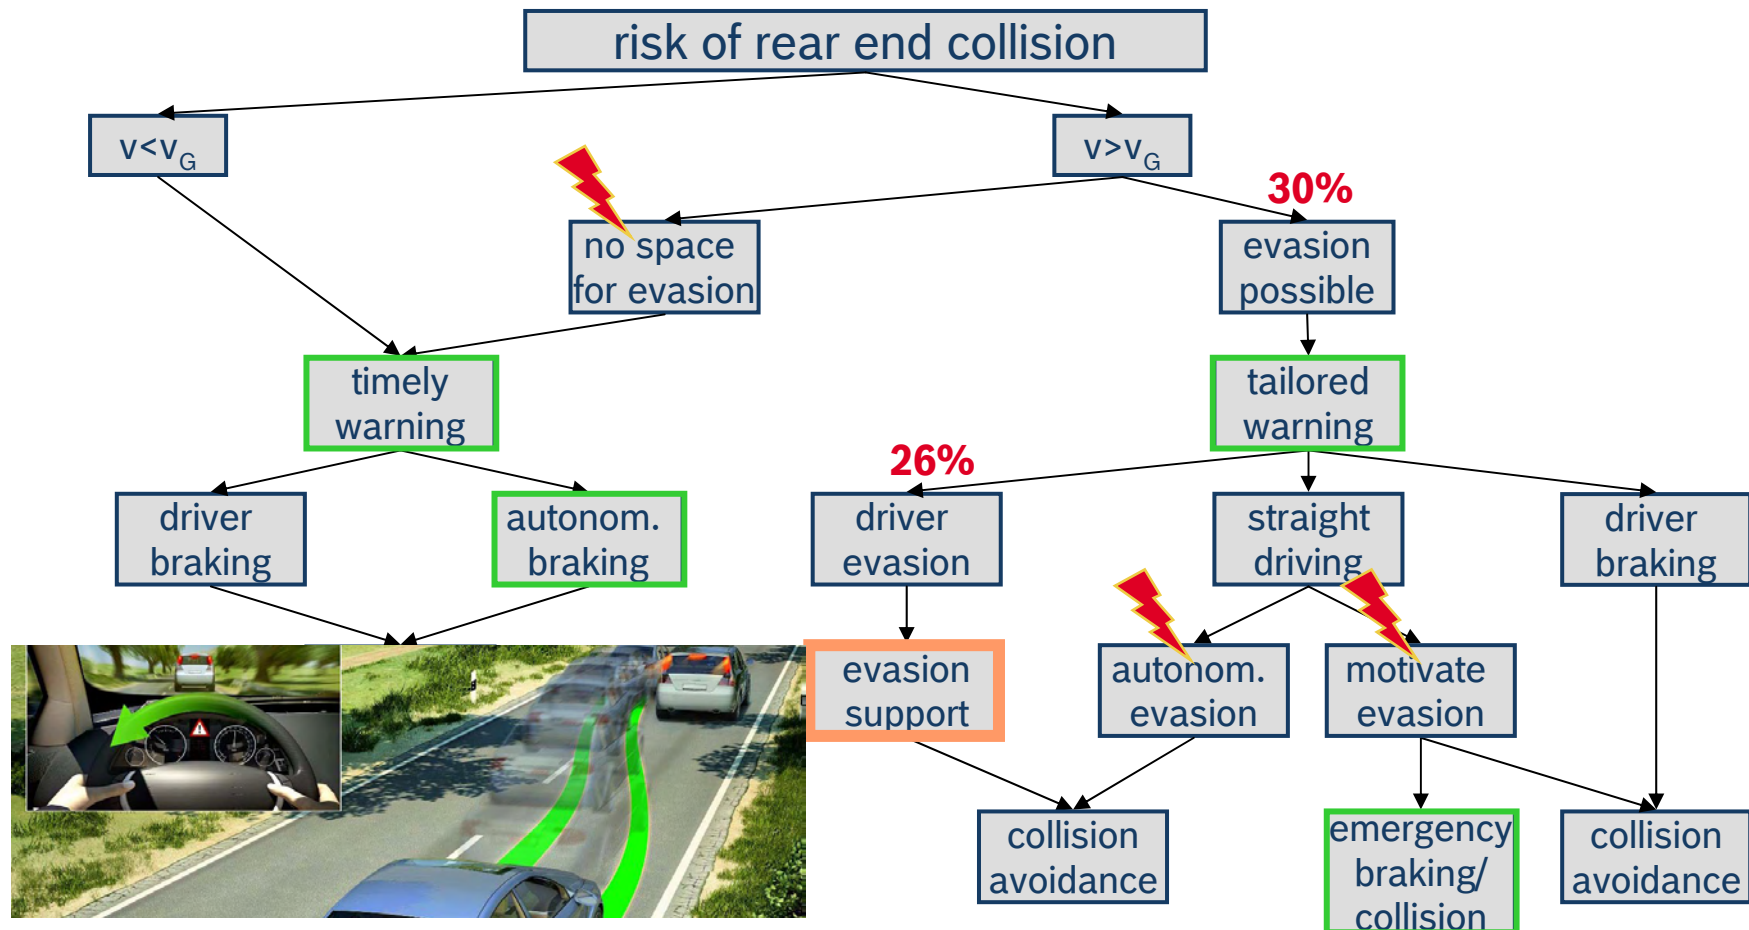 risk of rear end collision
v<v_G
v>v_G
30%
no space
for evasion
evasion
possible
timely
warning
tailored
warning
26%
driver
braking
autonom.
braking
driver
evasion
straight
driving
driver
braking
evasion
support
autonom.
evasion
motivate
evasion
collision
avoidance
emergency
braking/
collision
collision
avoidance